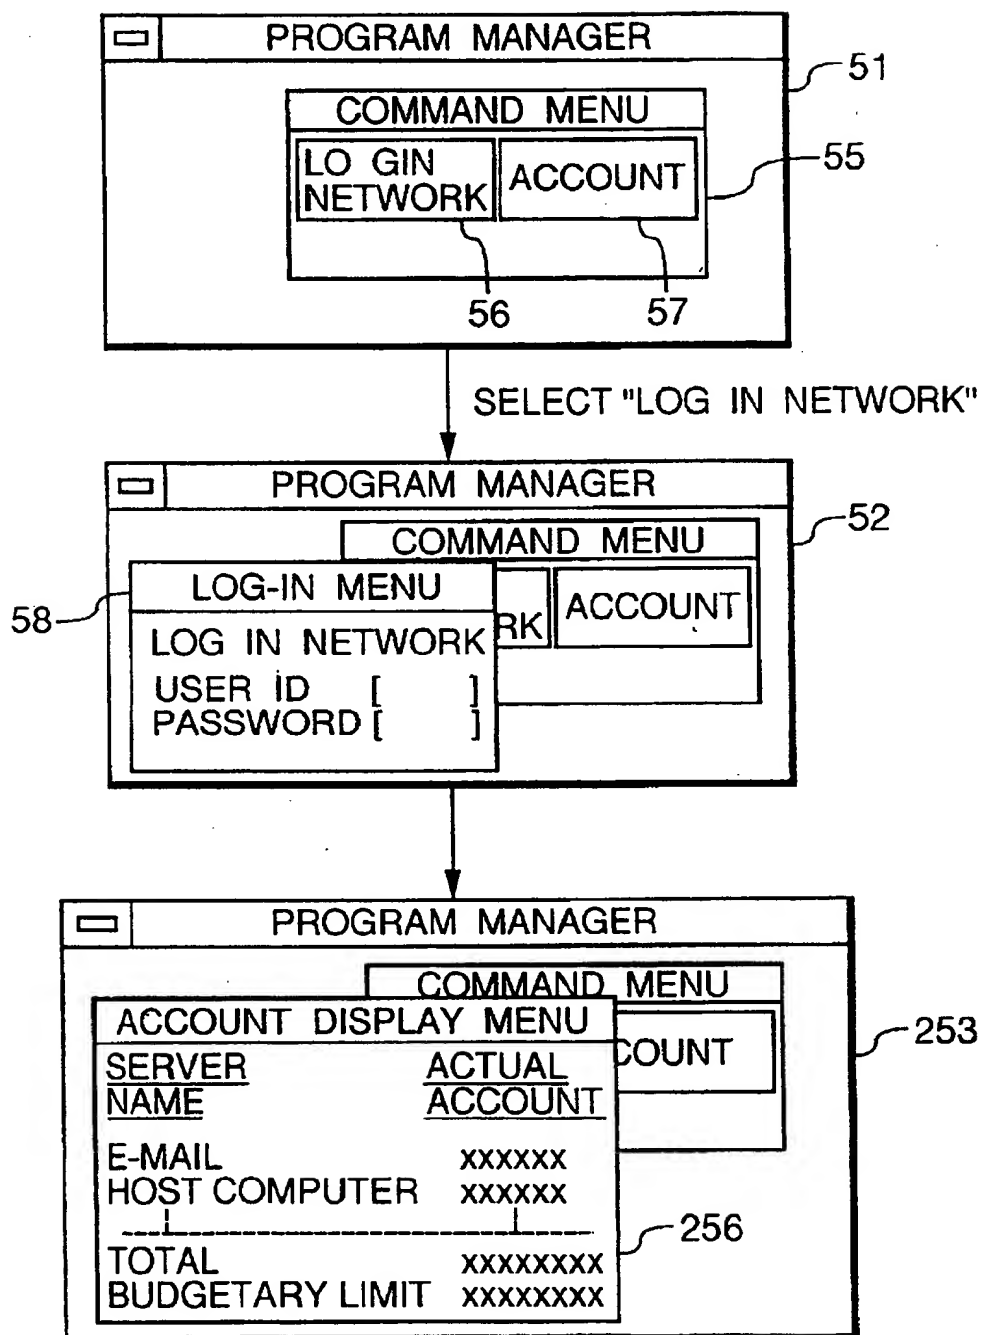 PROGRAM MANAGER
51
COMMAND MENU
LO GIN
NETWORK
ACCOUNT
55
56
57
SELECT "LOG IN NETWORK"
PROGRAM MANAGER
52
COMMAND MENU
LOG-IN MENU
58
RK
ACCOUNT
LOG IN NETWORK
USER ID [ ]
PASSWORD [ ]
PROGRAM MANAGER
COMMAND MENU
ACCOUNT DISPLAY MENU
COUNT
253
SERVER ACTUAL
NAME ACCOUNT
E-MAIL xxxxxx
HOST COMPUTER xxxxxx
256
TOTAL xxxxxxxx
BUDGETARY LIMIT xxxxxxxx